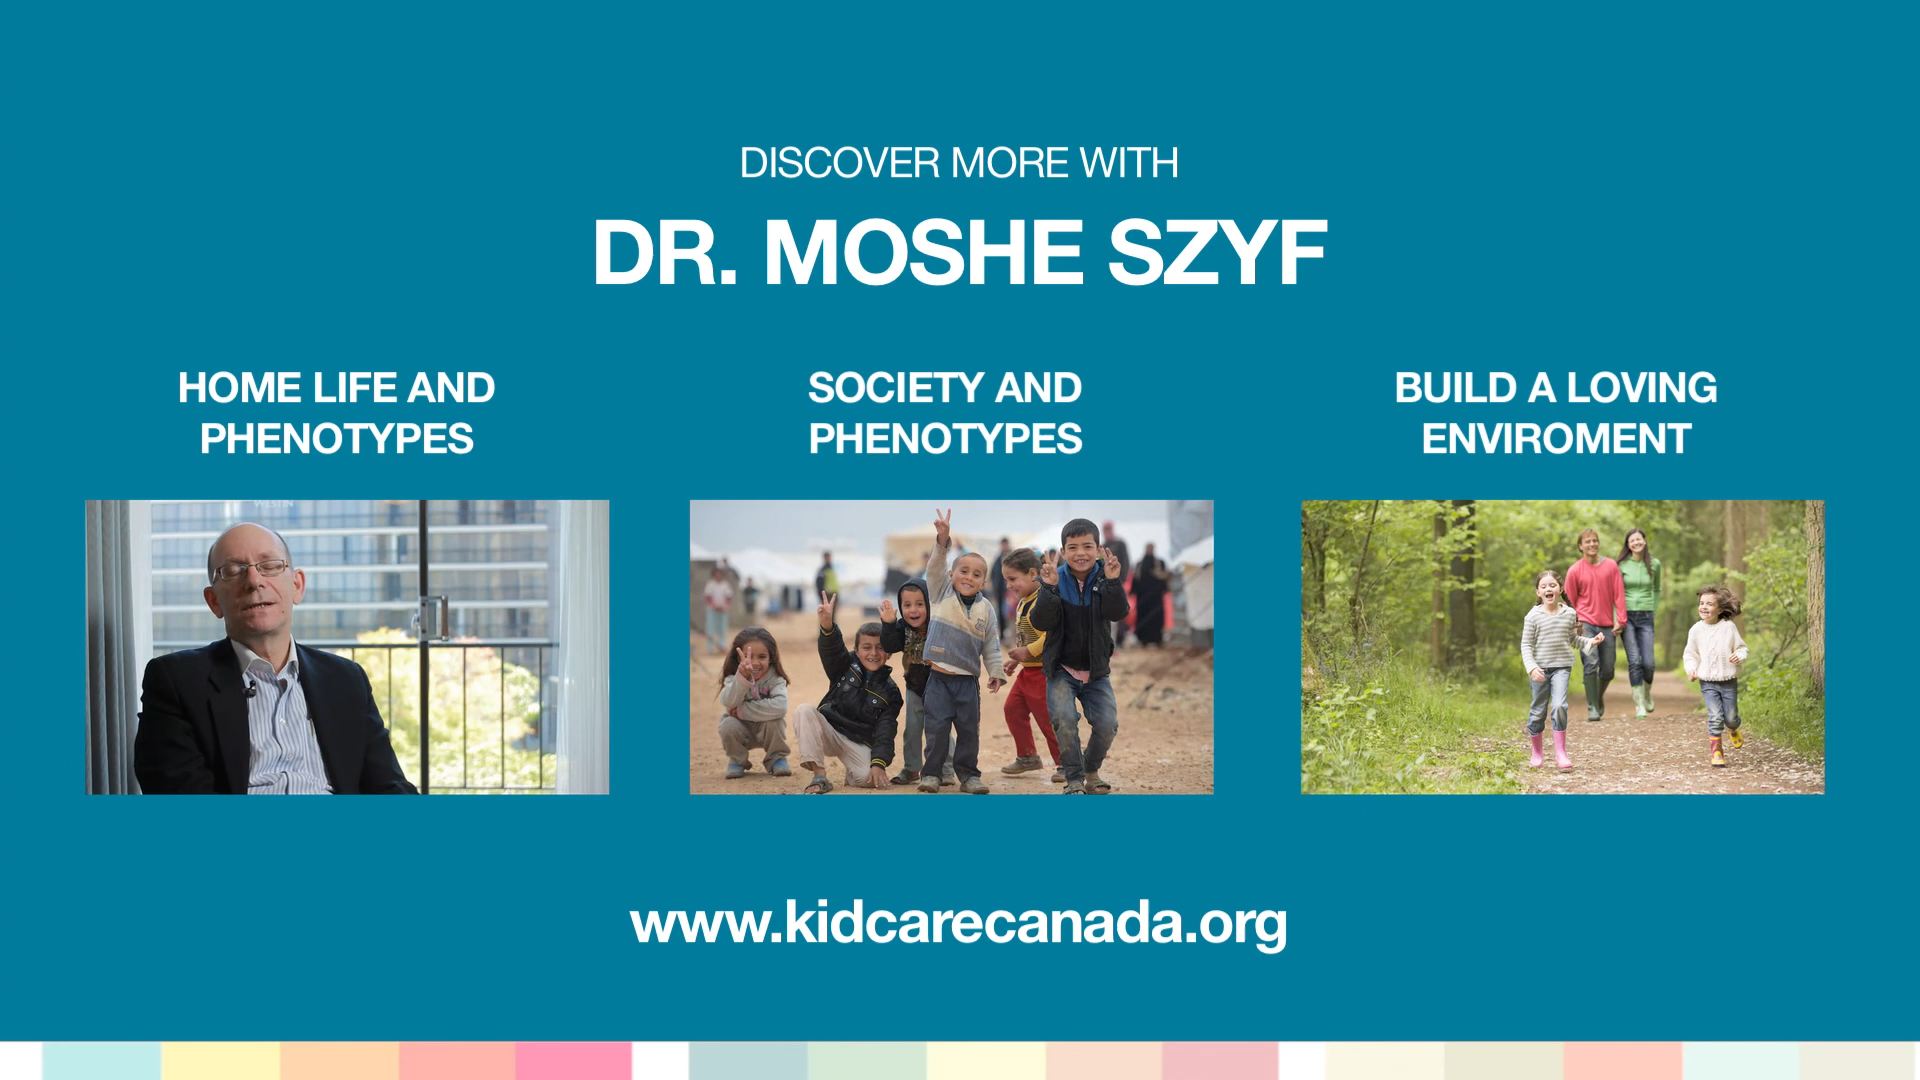 DISCOVER MORE WITH
DR. MOSHE SZYF
HOME LIFE AND
PHENOTYPES
SOCIETY AND
PHENOTYPES
BUILD A LOVING
ENVIROMENT
WESTIN
www.kidcarecanada.org